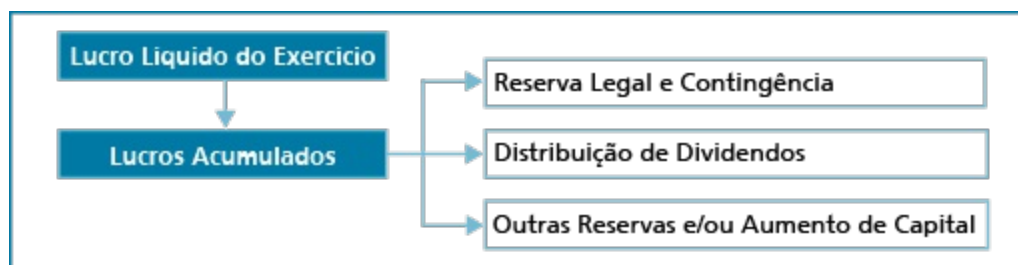 Lucro Liquido do Exercicio
Reserva Legal e Contingência
Lucros Acumulados
Distribuição de Dividendos
Outras Reservas e/ou Aumento de Capital